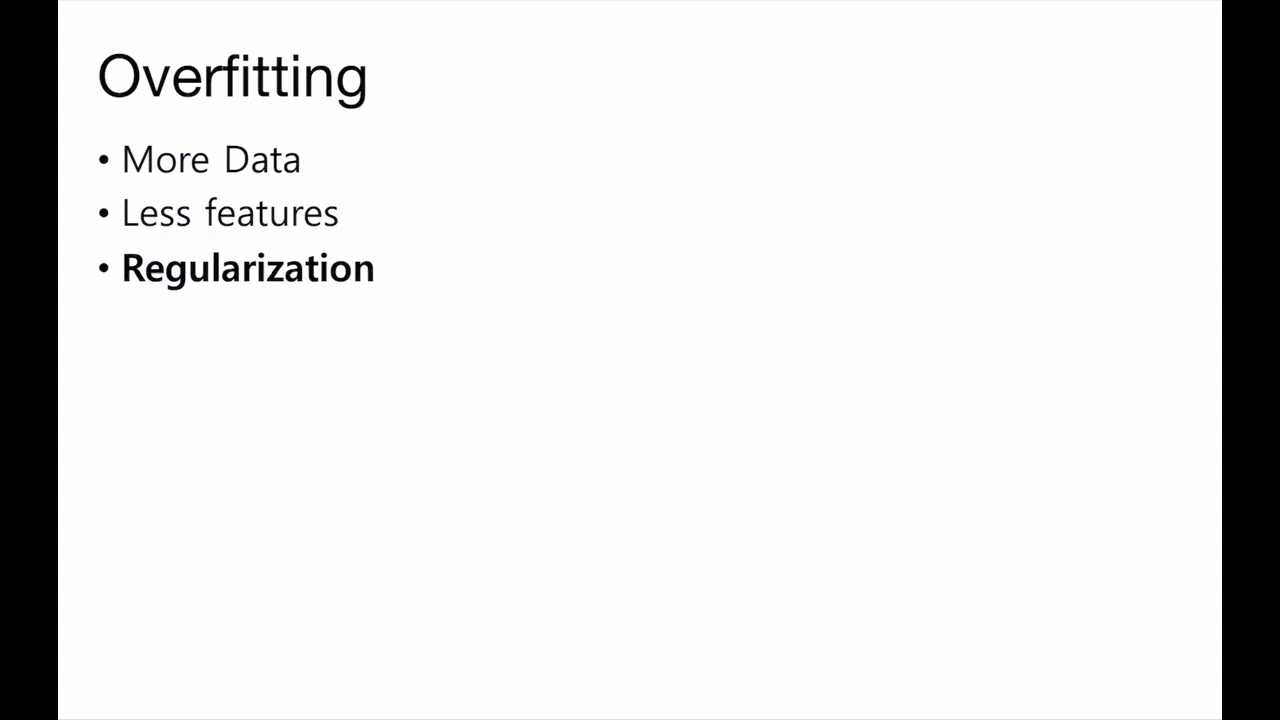 Overfitting
• More Data
• Less features
• Regularization